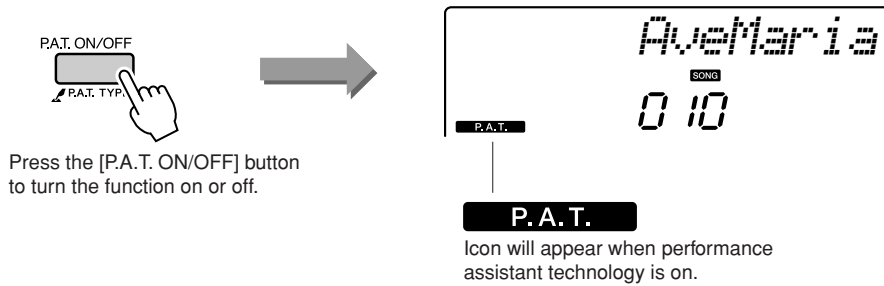 P.A.T. ON/OFF
P.A.T. TYP
Press the [P.A.T. ON/OFF] button
to turn the function on or off.
AveMaria
SONG
010
P.A.T.
P.A.T.
Icon will appear when performance
assistant technology is on.